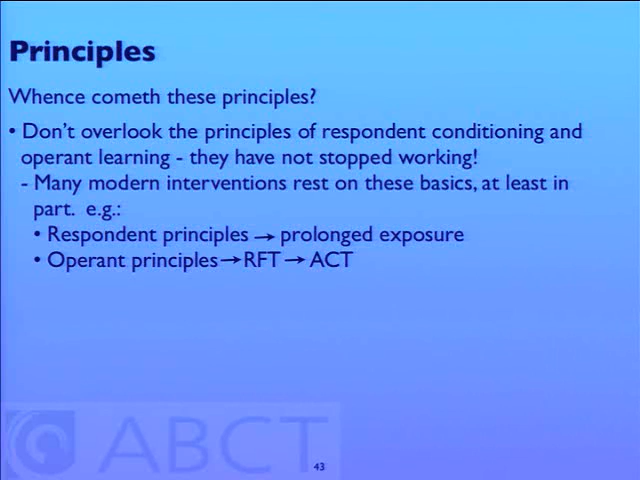 Principles
Whence cometh these principles?
• Don't overlook the principles of respondent conditioning and
operant learning - they have not stopped working!
- Many modern interventions rest on these basics, at least in
part. e.g.:
• Respondent principles → prolonged exposure
• Operant principles→RFT→ ACT
ABCT
43